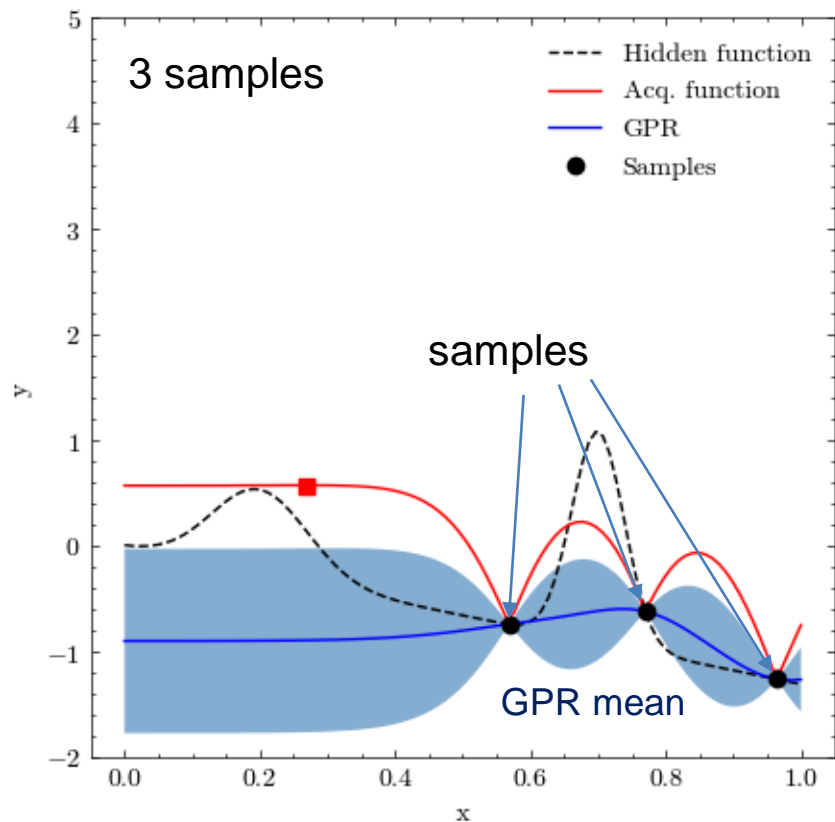 5
4
3
2
1
0
−1
−2
y
3 samples
Hidden function
Acq. function
GPR
Samples
samples
GPR mean
0.0 0.2 0.4 0.6 0.8 1.0
x